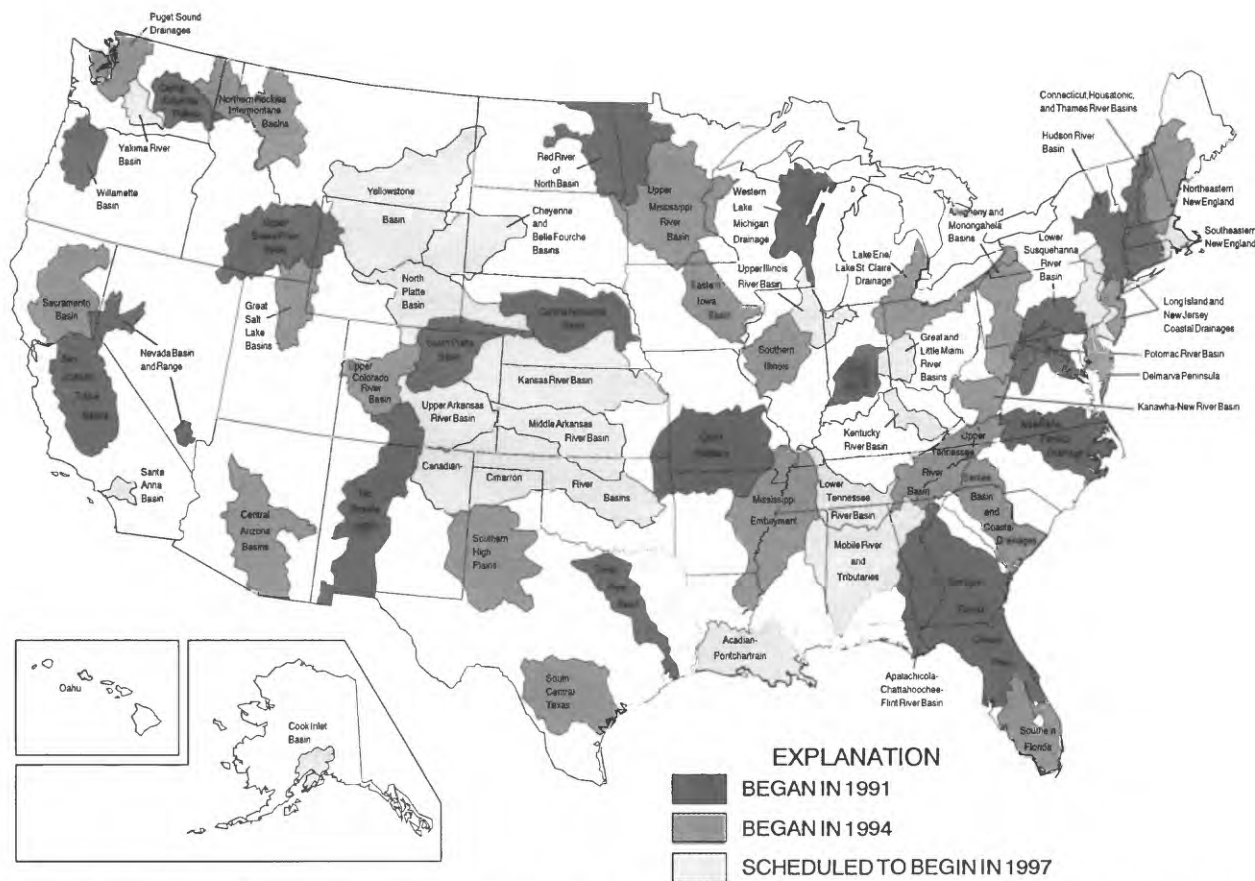 Puget Sound
Drainages
Central
Columbia
Plateau
Northern Rockies
Intermontane
Basins
Yakima River
Basin
Willamette
Basin
Yellowstone
Basin
Red River
of
North Basin
Cheyenne
and
Belle Fourche Basins
Upper
Mississippi River
Basin
Western
Lake
Michigan
Drainage
Connecticut, Housatonic,
and Thames River Basins
Hudson River
Basin
Northeastern
New England
Southeastern
New England
Allegheny and
Monongahela
Basins
Lower
Susquehanna
River
Basin
Lake Erie/
Lake St. Claire
Drainage
Upper Illinois
River Basin
Long Island and
New Jersey
Coastal Drainages
Potomac River Basin
Delmarva Peninsula
Kanawha-New River Basin
Upper
Snake River
Basin
North
Platte
Basin
Great
Salt
Lake
Basins
Sacramento
Basin
Nevada Basin
and Range
San
Joaquin
Tulare
Basins
Central Nebraska
Basins
South Platte
Basin
Eastern
Iowa
Basin
Southern
Illinois
Great and
Little Miami
River
Basins
Upper
Colorado
River
Basin
Kansas River Basin
Upper Arkansas
River Basin
Middle Arkansas
River Basin
Kentucky
River Basin
Ozark
Plateaus
Canadian-
Cimarron
River
Basins
Santa
Anna
Basin
Central
Arizona
Basins
Rio
Grande
Southern
High
Plains
Mississippi
Embayment
Lower
Tennessee
River Basin
Upper
Tennessee
River
Basin
Albemarle-
Pamlico
Drainage
Santee
Basin
and
Coastal
Drainages
Mobile River
and
Tributaries
Georgia
Florida
Coastal
Plain
Trinity
River
Basin
Acadian-
Pontchartrain
Apalachicola-
Chattahoochee-
Flint River Basin
South
Central
Texas
Southern
Florida
Oahu
Cook Inlet
Basin
EXPLANATION
BEGAN IN 1991
BEGAN IN 1994
SCHEDULED TO BEGIN IN 1997